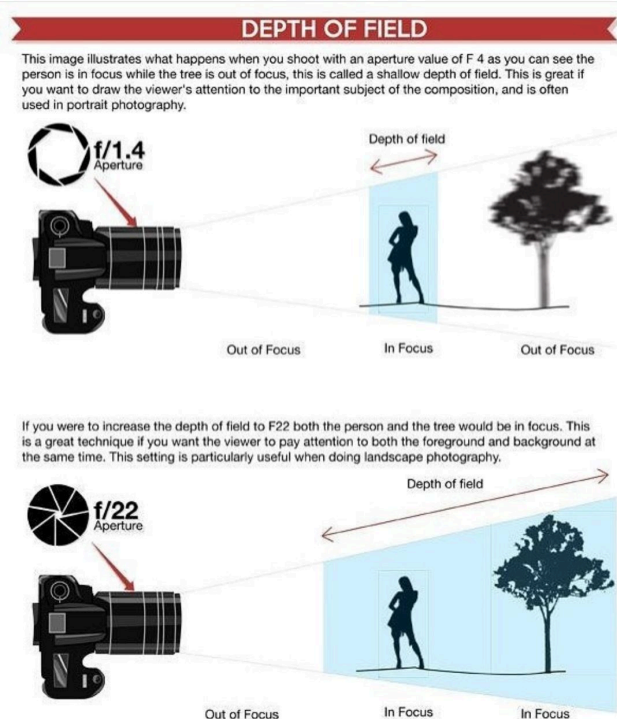 DEPTH OF FIELD
This image illustrates what happens when you shoot with an aperture value of F 4 as you can see the
person is in focus while the tree is out of focus, this is called a shallow depth of field. This is great if
you want to draw the viewer's attention to the important subject of the composition, and is often
used in portrait photography.
Depth of field
f/1.4
Aperture
Out of Focus
In Focus
Out of Focus
If you were to increase the depth of field to F22 both the person and the tree would be in focus. This
is a great technique if you want the viewer to pay attention to both the foreground and background at
the same time. This setting is particularly useful when doing landscape photography.
Depth of field
f/22
Aperture
Out of Focus
In Focus
In Focus